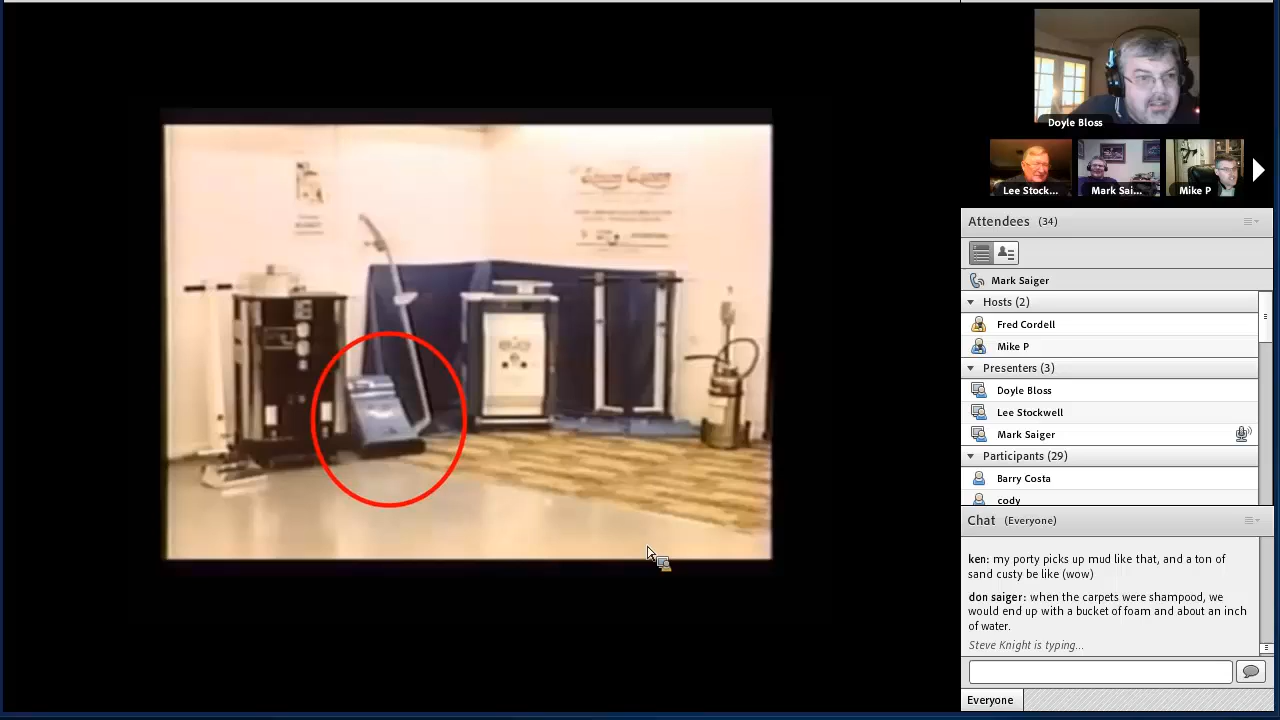 Doyle Bloss
Lee Stock...
Mark Sai...
Mike P
Attendees (34)
Mark Saiger
Hosts (2)
Fred Cordell
Mike P
Presenters (3)
Doyle Bloss
Lee Stockwell
Mark Saiger
Participants (29)
Barry Costa
cody
Chat (Everyone)
ken: my porty picks up mud like that, and a ton of
sand custy be like (wow)
don saiger: when the carpets were shampood, we
would end up with a bucket of foam and about an inch
of water.
Steve Knight is typing...
Everyone